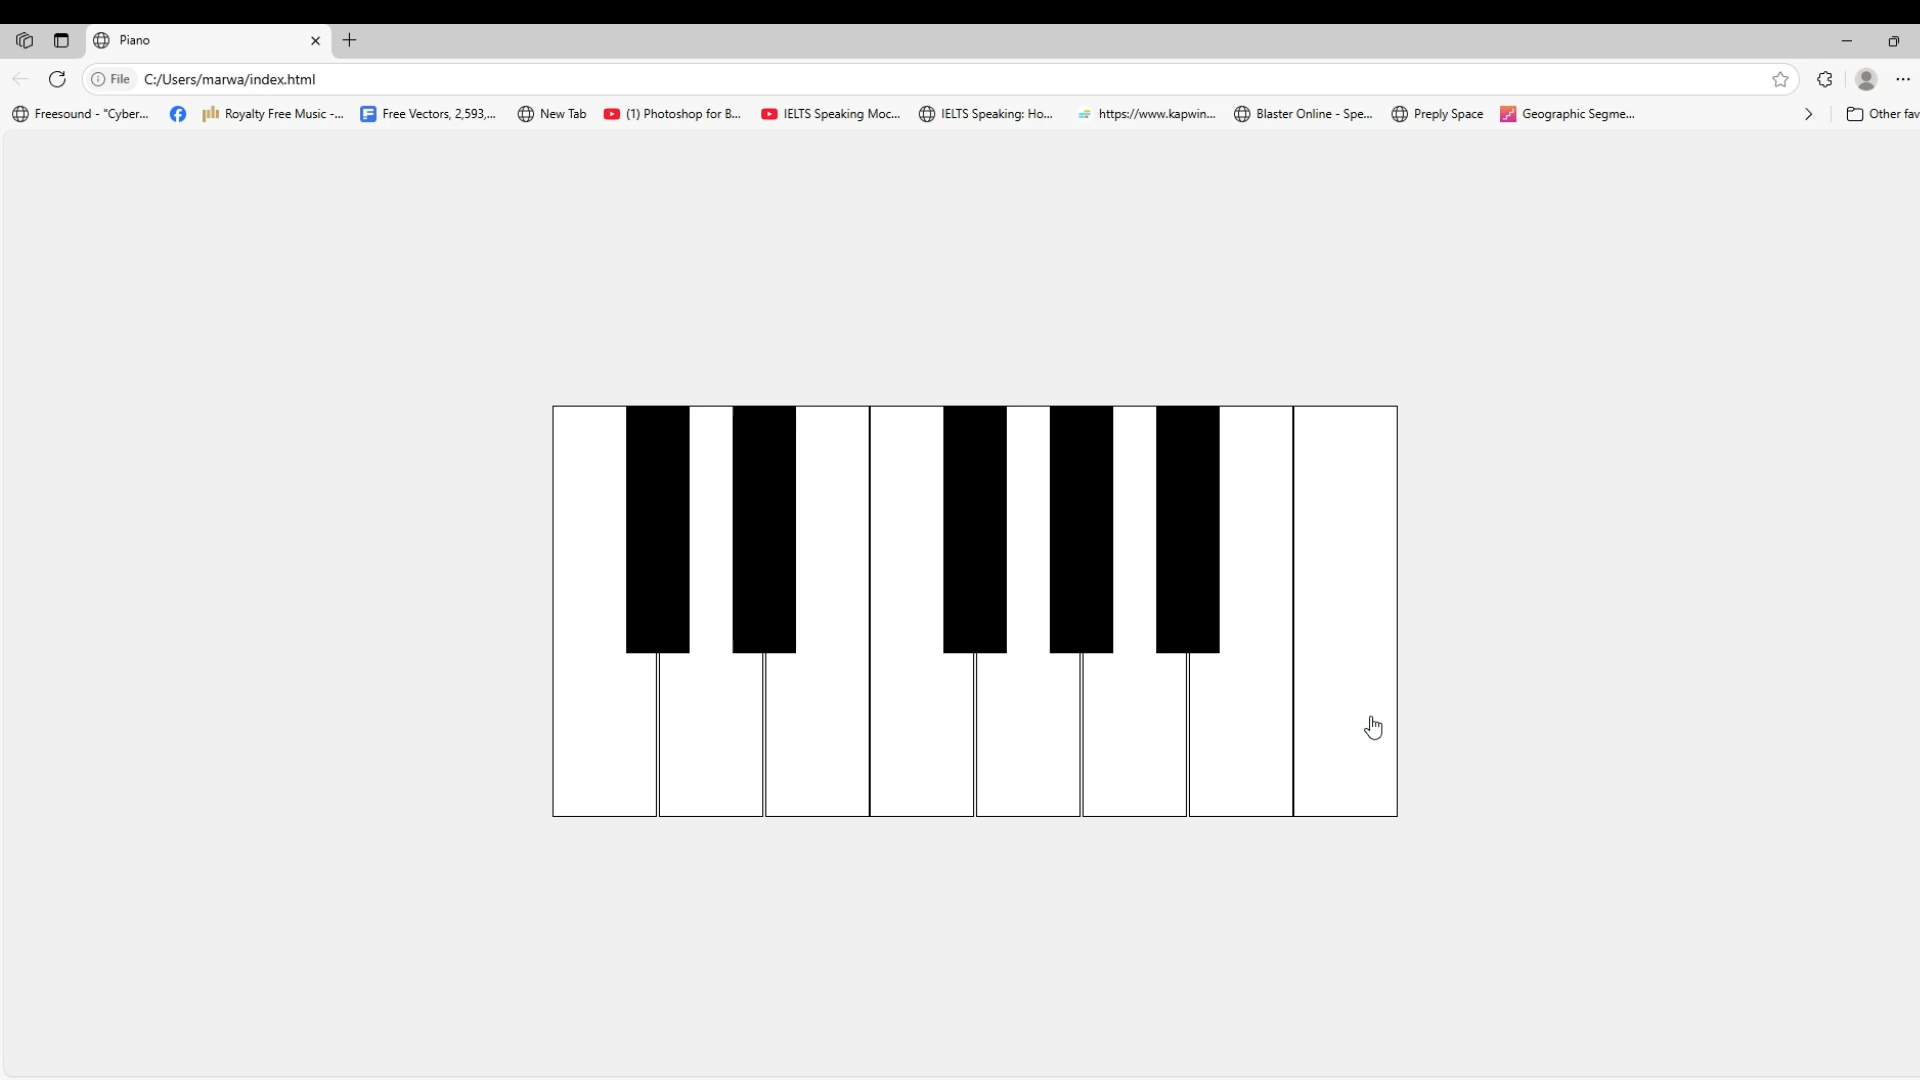 Piano
File C:/Users/marwa/index.html
Freesound - "Cyber... Royalty Free Music -... Free Vectors, 2,593,... New Tab (1) Photoshop for B... IELTS Speaking Moc... IELTS Speaking: Ho... https://www.kapwin... Blaster Online - Spe... Preply Space Geographic Segme... Other fav